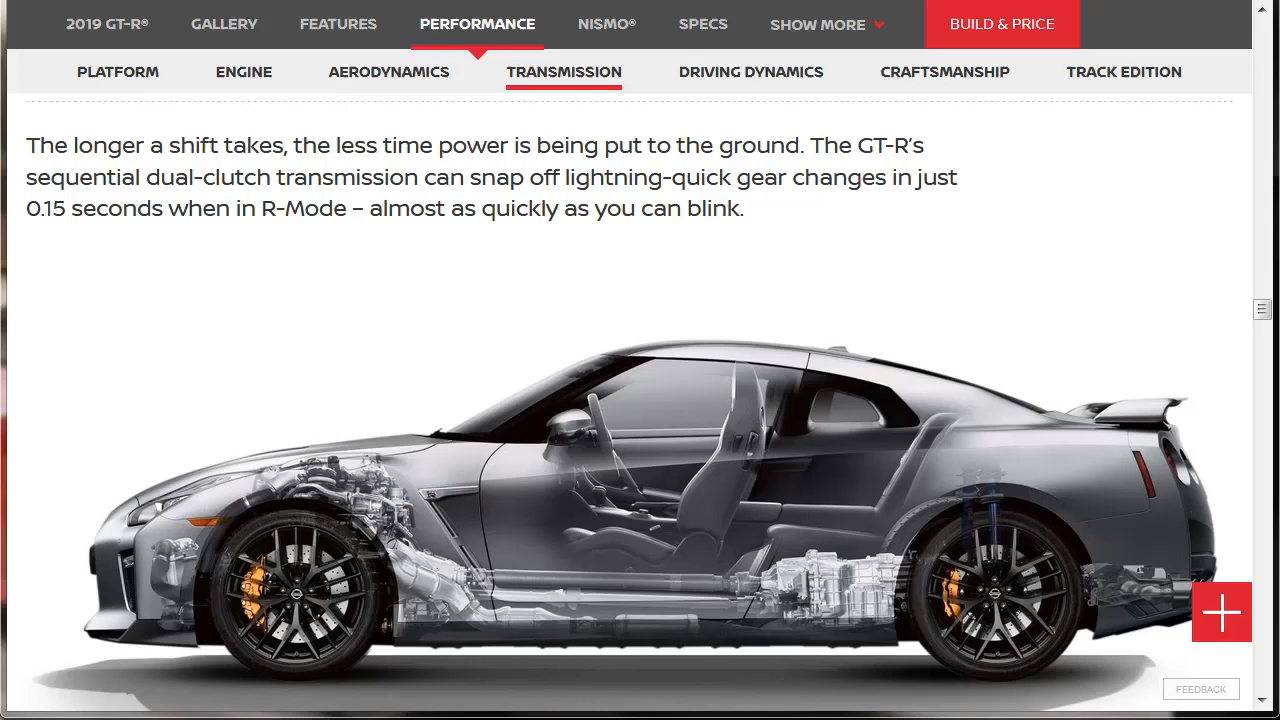 2019 GT-R® GALLERY FEATURES PERFORMANCE NISMO® SPECS SHOW MORE BUILD & PRICE
PLATFORM ENGINE AERODYNAMICS TRANSMISSION DRIVING DYNAMICS CRAFTSMANSHIP TRACK EDITION
The longer a shift takes, the less time power is being put to the ground. The GT-R’s
sequential dual-clutch transmission can snap off lightning-quick gear changes in just
0.15 seconds when in R-Mode – almost as quickly as you can blink.
FEEDBACK